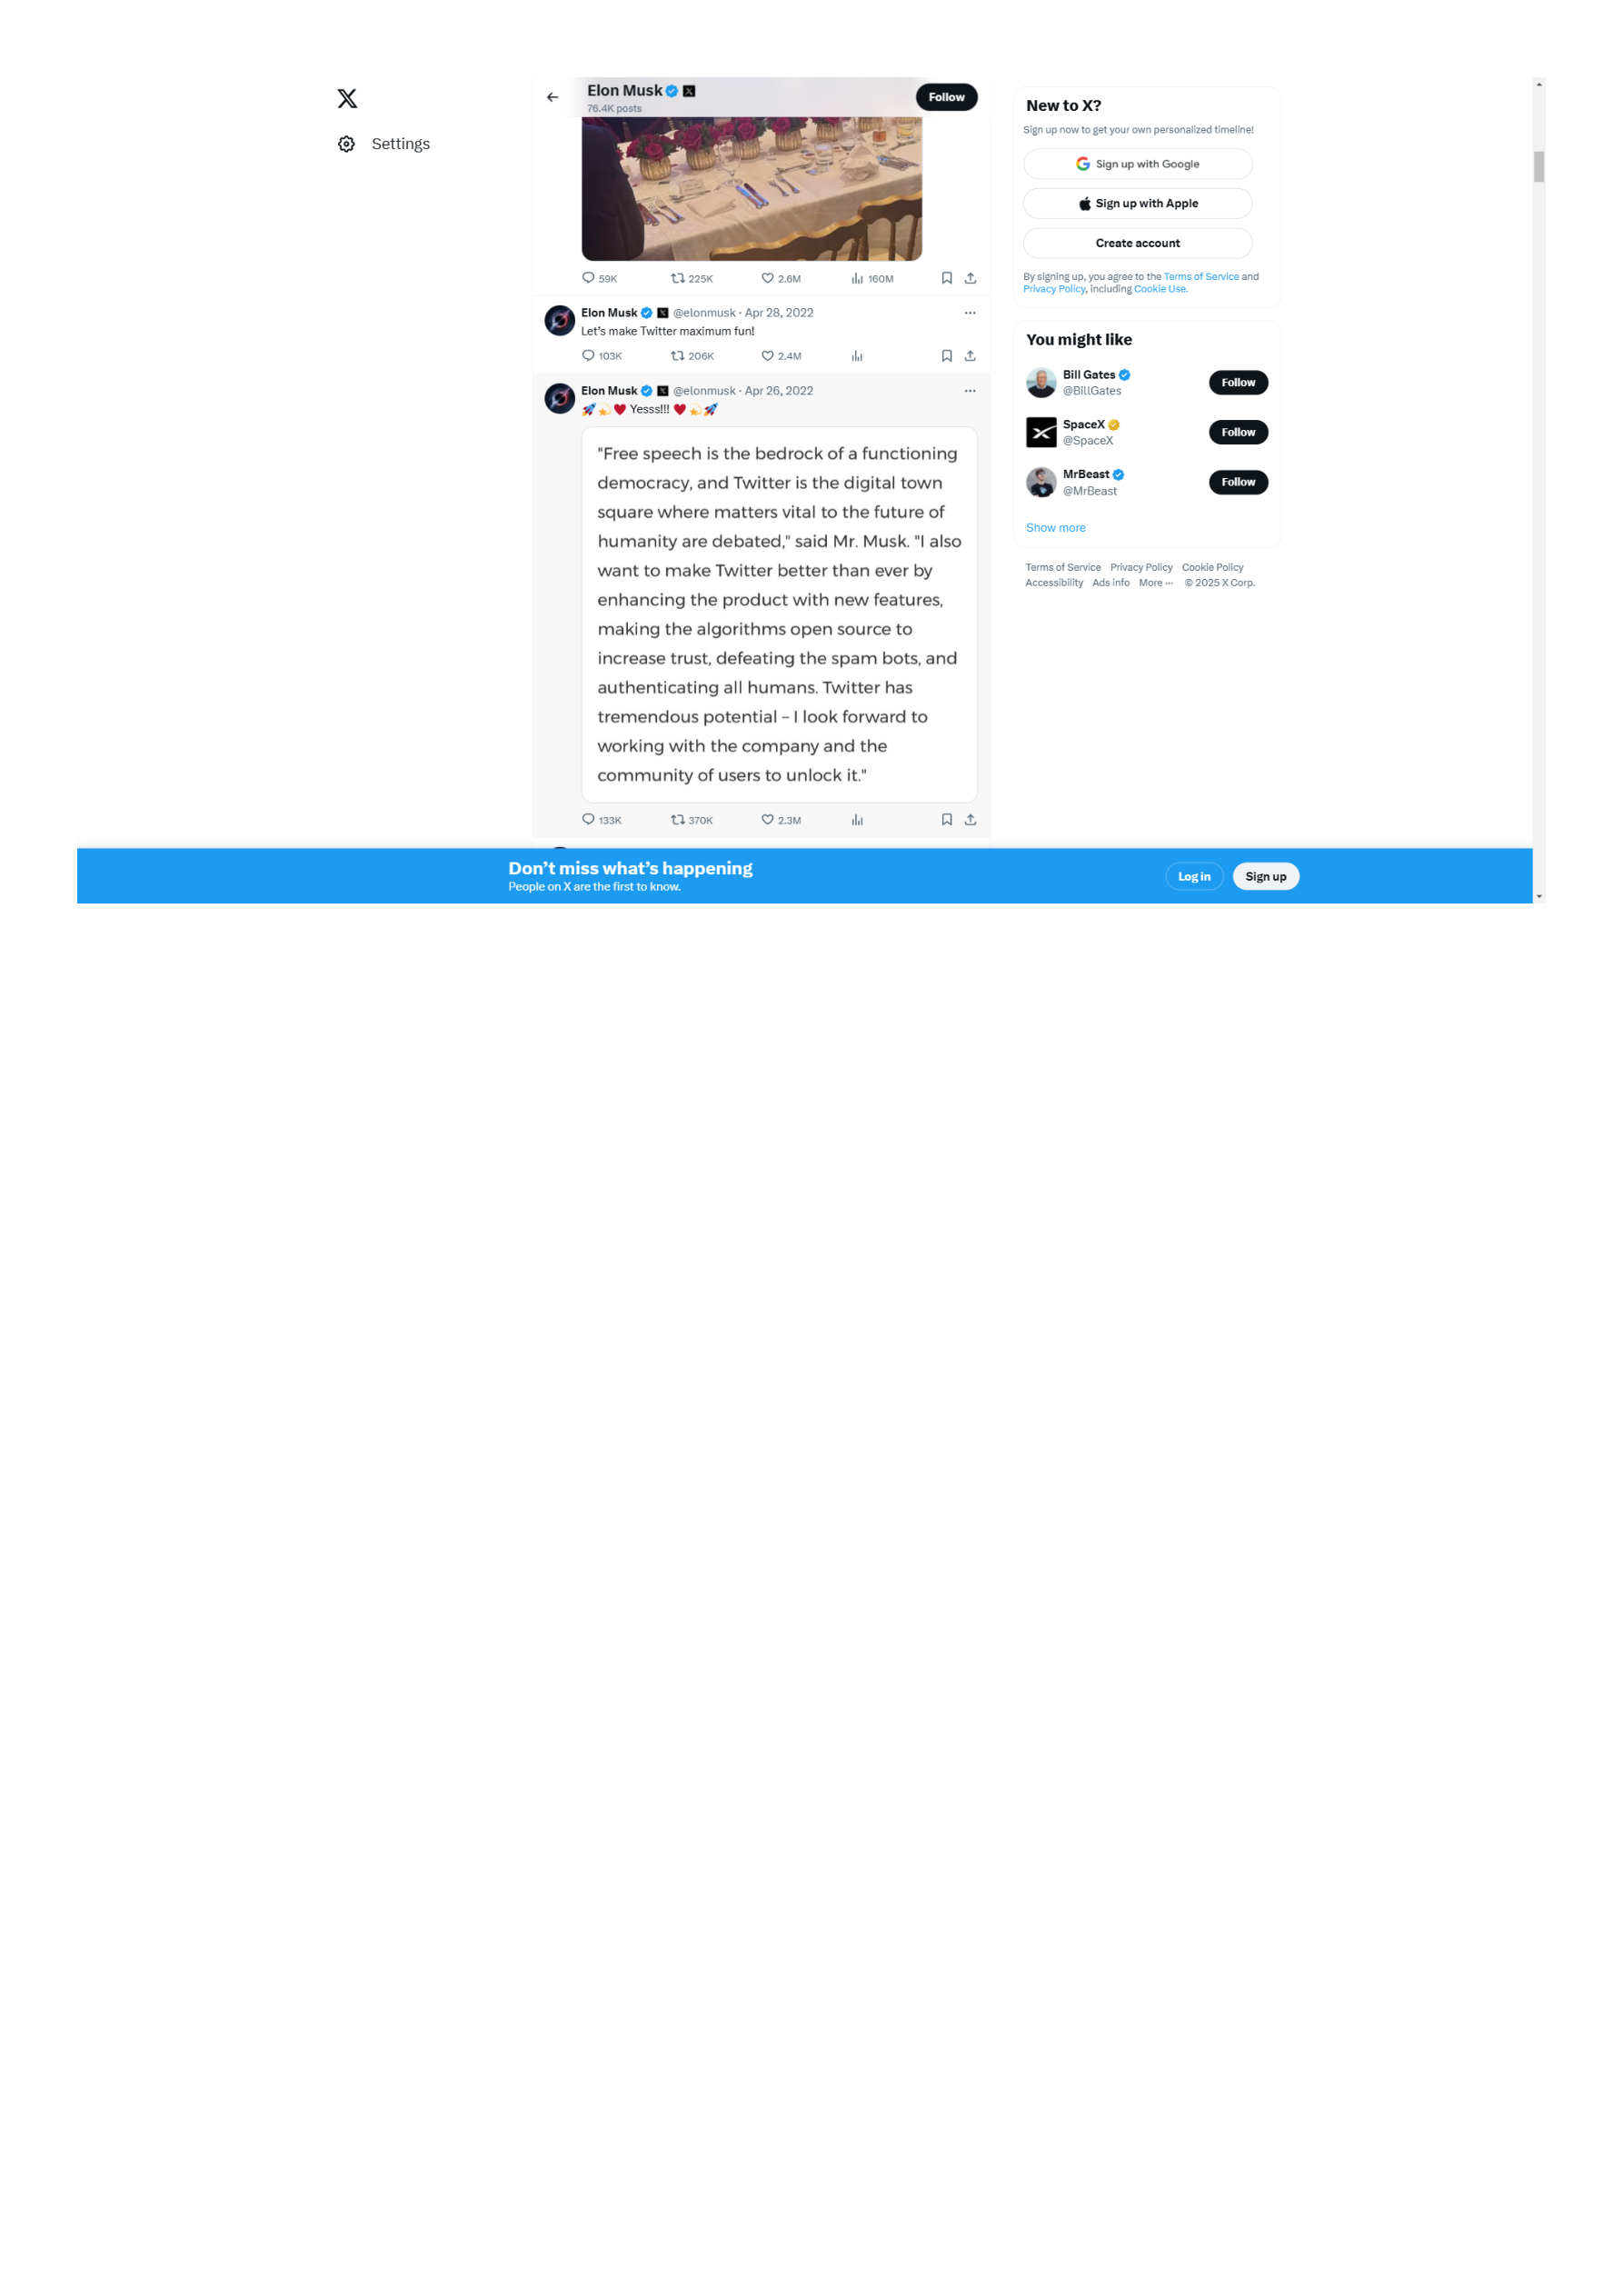 Settings
Elon Musk
76.4K posts
Follow
59K 225K 2.6M 160M
Elon Musk @elonmusk · Apr 28, 2022
Let's make Twitter maximum fun!
103K 206K 2.4M
Elon Musk @elonmusk · Apr 26, 2022
🚀💫♥️ Yesss!!! ♥️💫🚀
"Free speech is the bedrock of a functioning
democracy, and Twitter is the digital town
square where matters vital to the future of
humanity are debated," said Mr. Musk. "I also
want to make Twitter better than ever by
enhancing the product with new features,
making the algorithms open source to
increase trust, defeating the spam bots, and
authenticating all humans. Twitter has
tremendous potential – I look forward to
working with the company and the
community of users to unlock it."
133K 370K 2.3M
New to X?
Sign up now to get your own personalized timeline!
Sign up with Google
Sign up with Apple
Create account
By signing up, you agree to the Terms of Service and
Privacy Policy, including Cookie Use.
You might like
Bill Gates
@BillGates
Follow
SpaceX
@SpaceX
Follow
MrBeast
@MrBeast
Follow
Show more
Terms of Service Privacy Policy Cookie Policy
Accessibility Ads info More ··· © 2025 X Corp.
Don't miss what's happening
People on X are the first to know.
Log in
Sign up